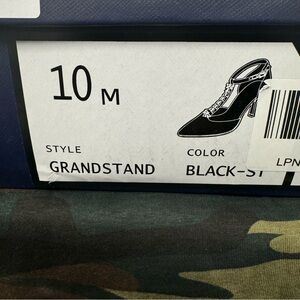 10 M
STYLE COLOR
GRANDSTAND BLACK-ST
LPN